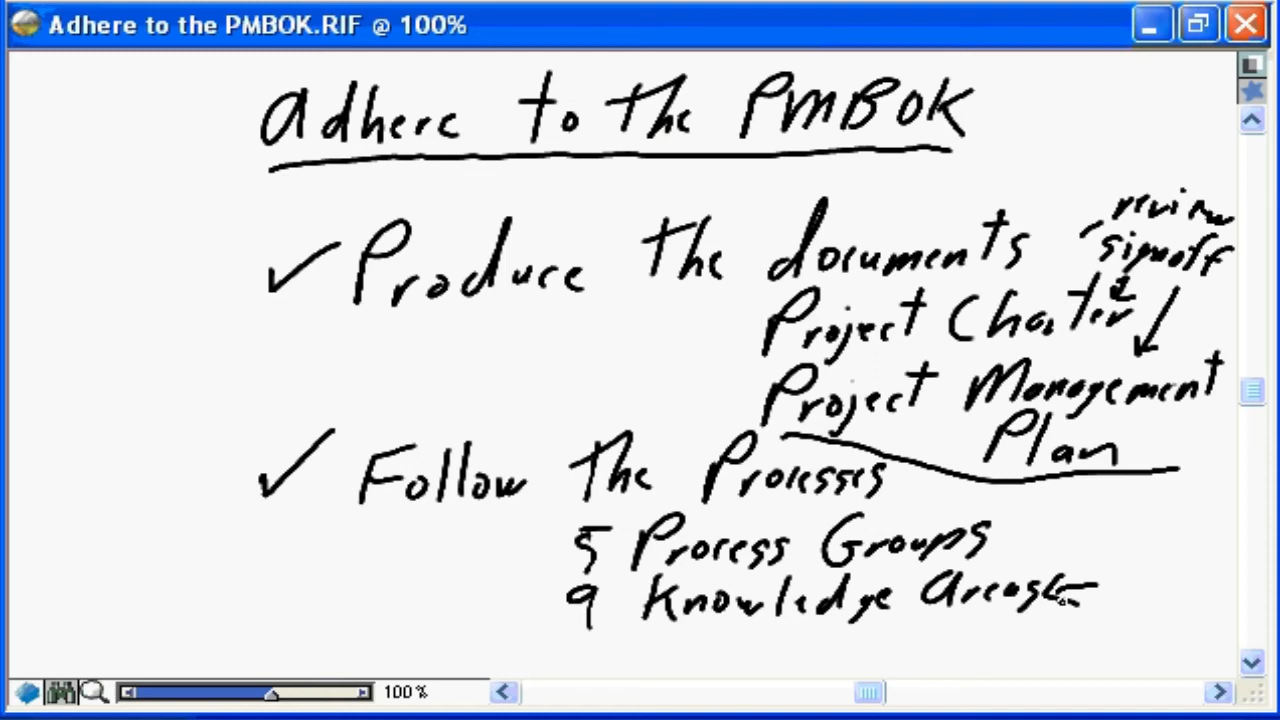 Adhere to the PMBOK.RIF @ 100%
Adhere to the PMBOK
review
✓ Produce the documents signoff
Project Charter
Project Management
Plan
✓ Follow the Processes
5 Process Groups
9 Knowledge Areas
100%